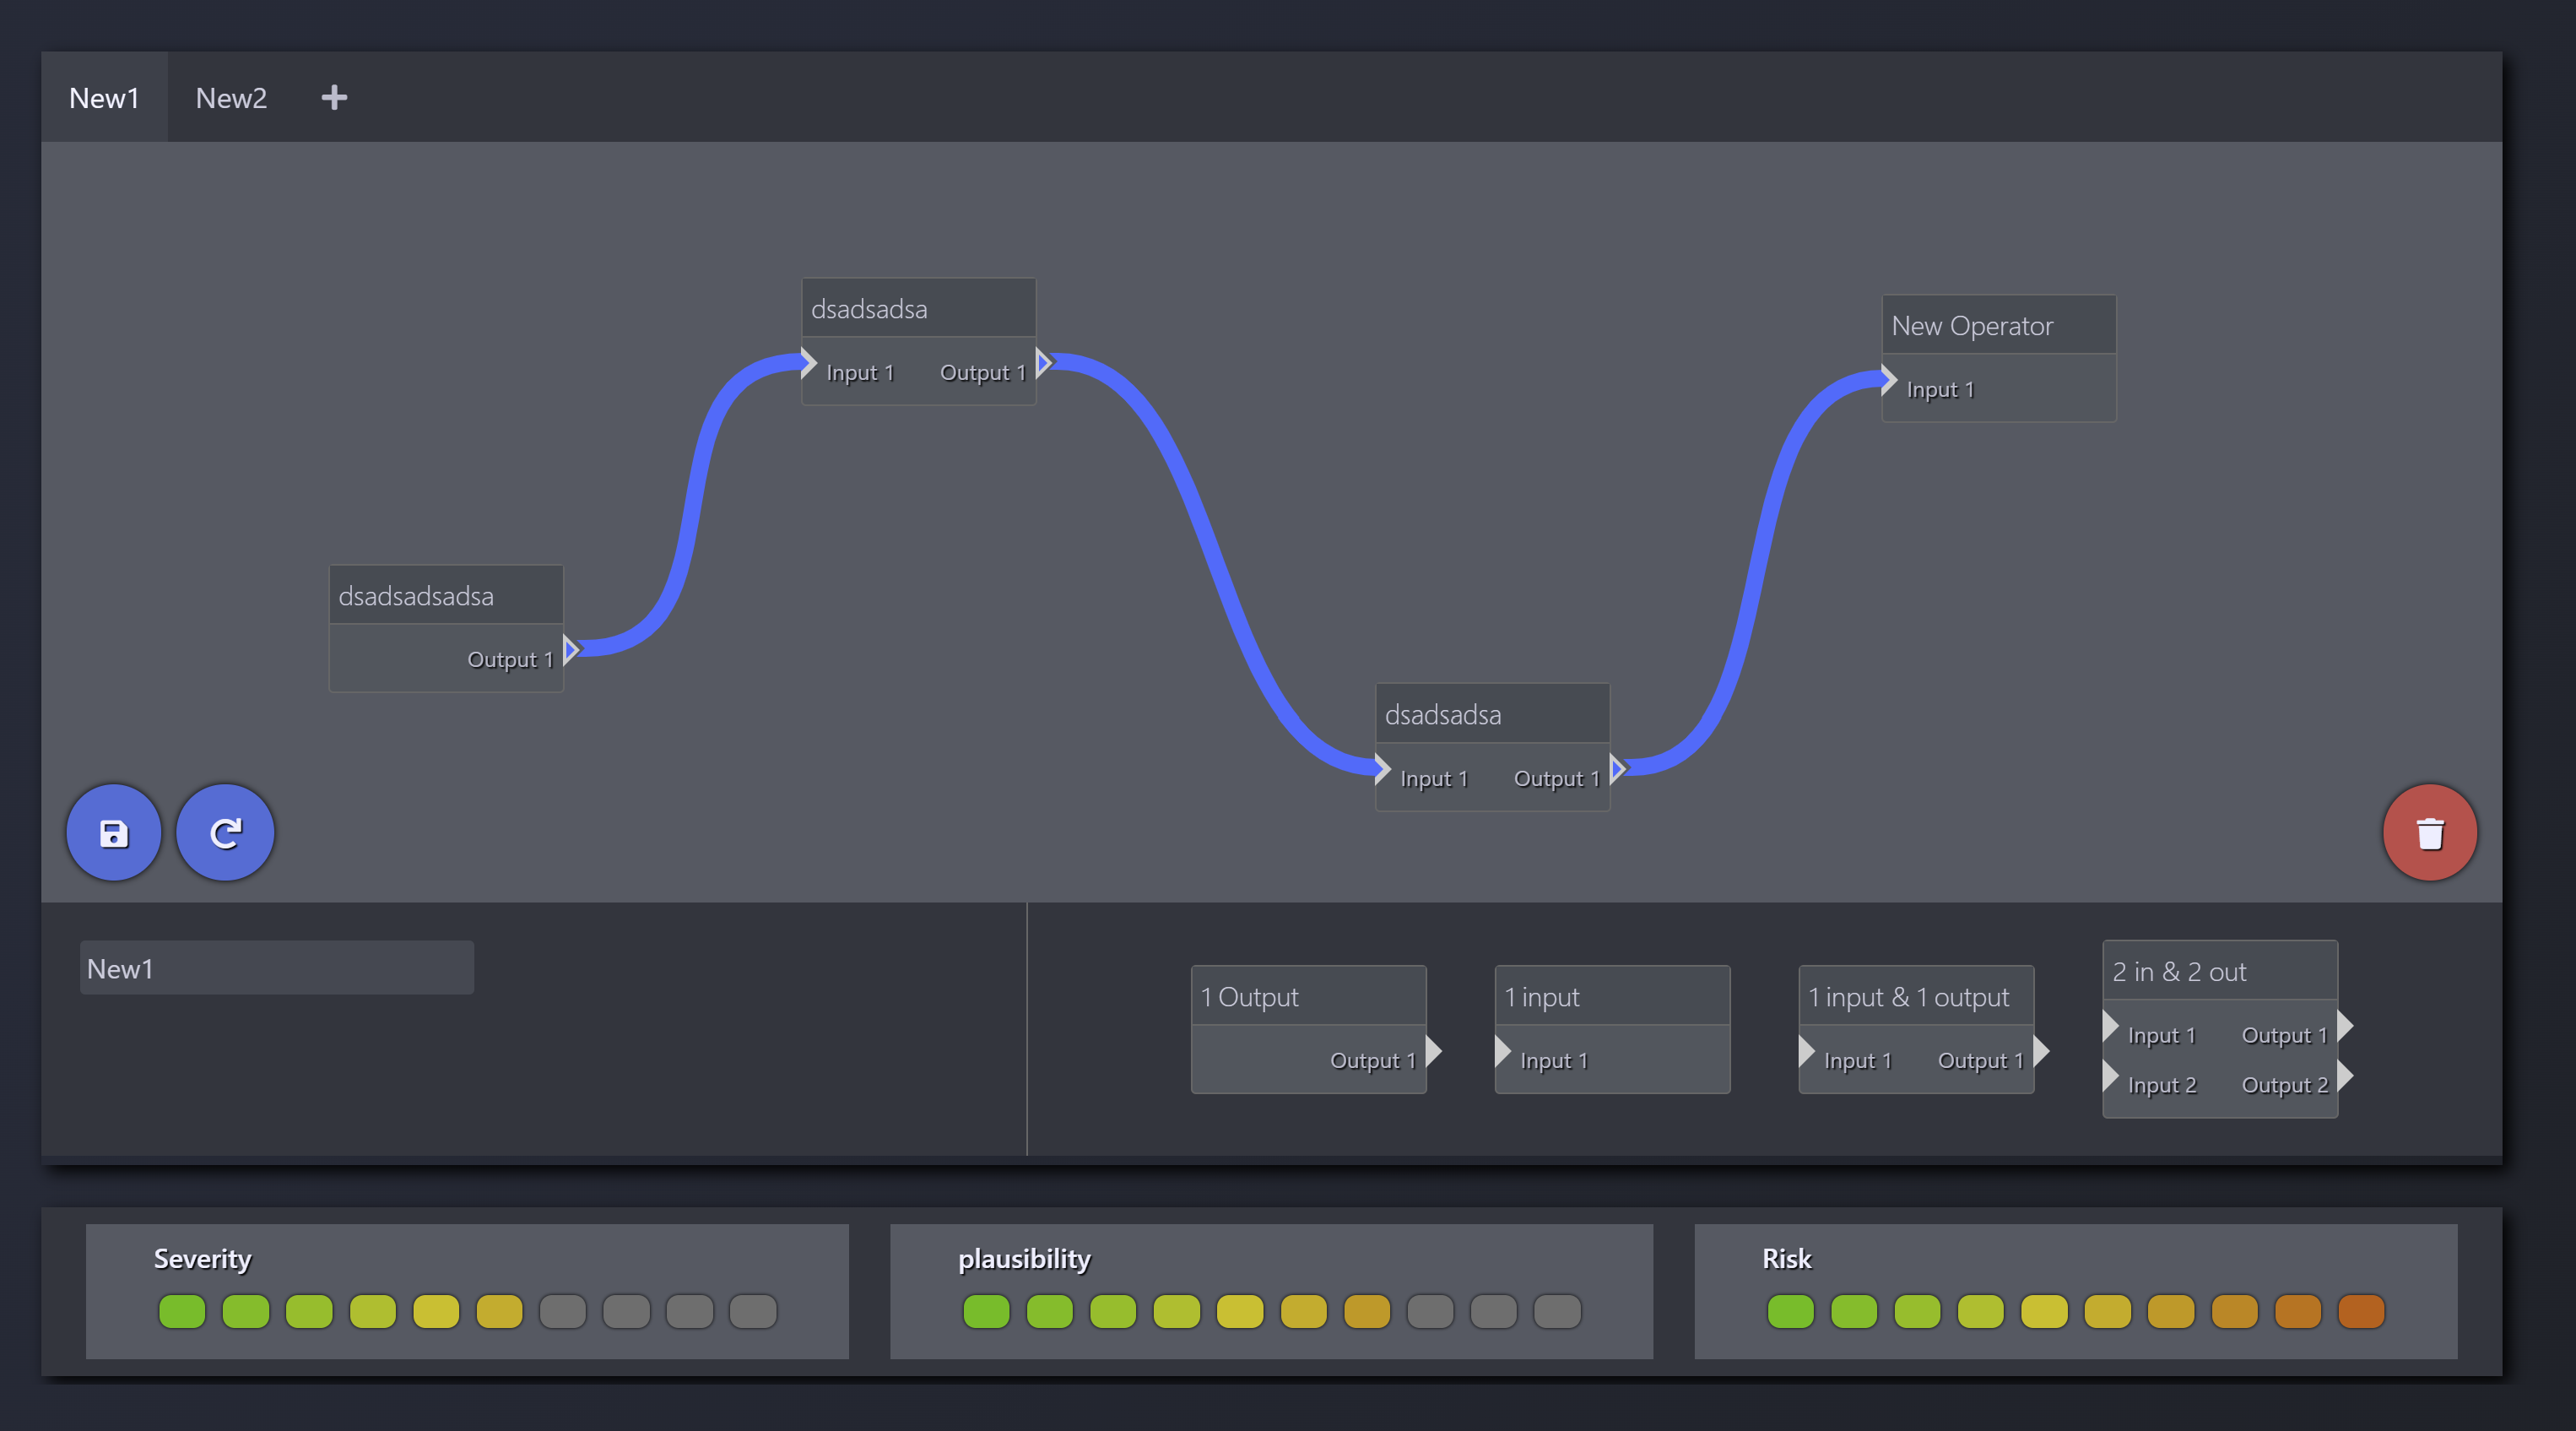 New1 New2
dsadsadsa
Input 1 Output 1
New Operator
Input 1
dsadsadsadsa
Output 1
dsadsadsa
Input 1 Output 1
New1
1 Output
Output 1
1 input
Input 1
1 input & 1 output
Input 1 Output 1
2 in & 2 out
Input 1 Output 1
Input 2 Output 2
Severity
plausibility
Risk